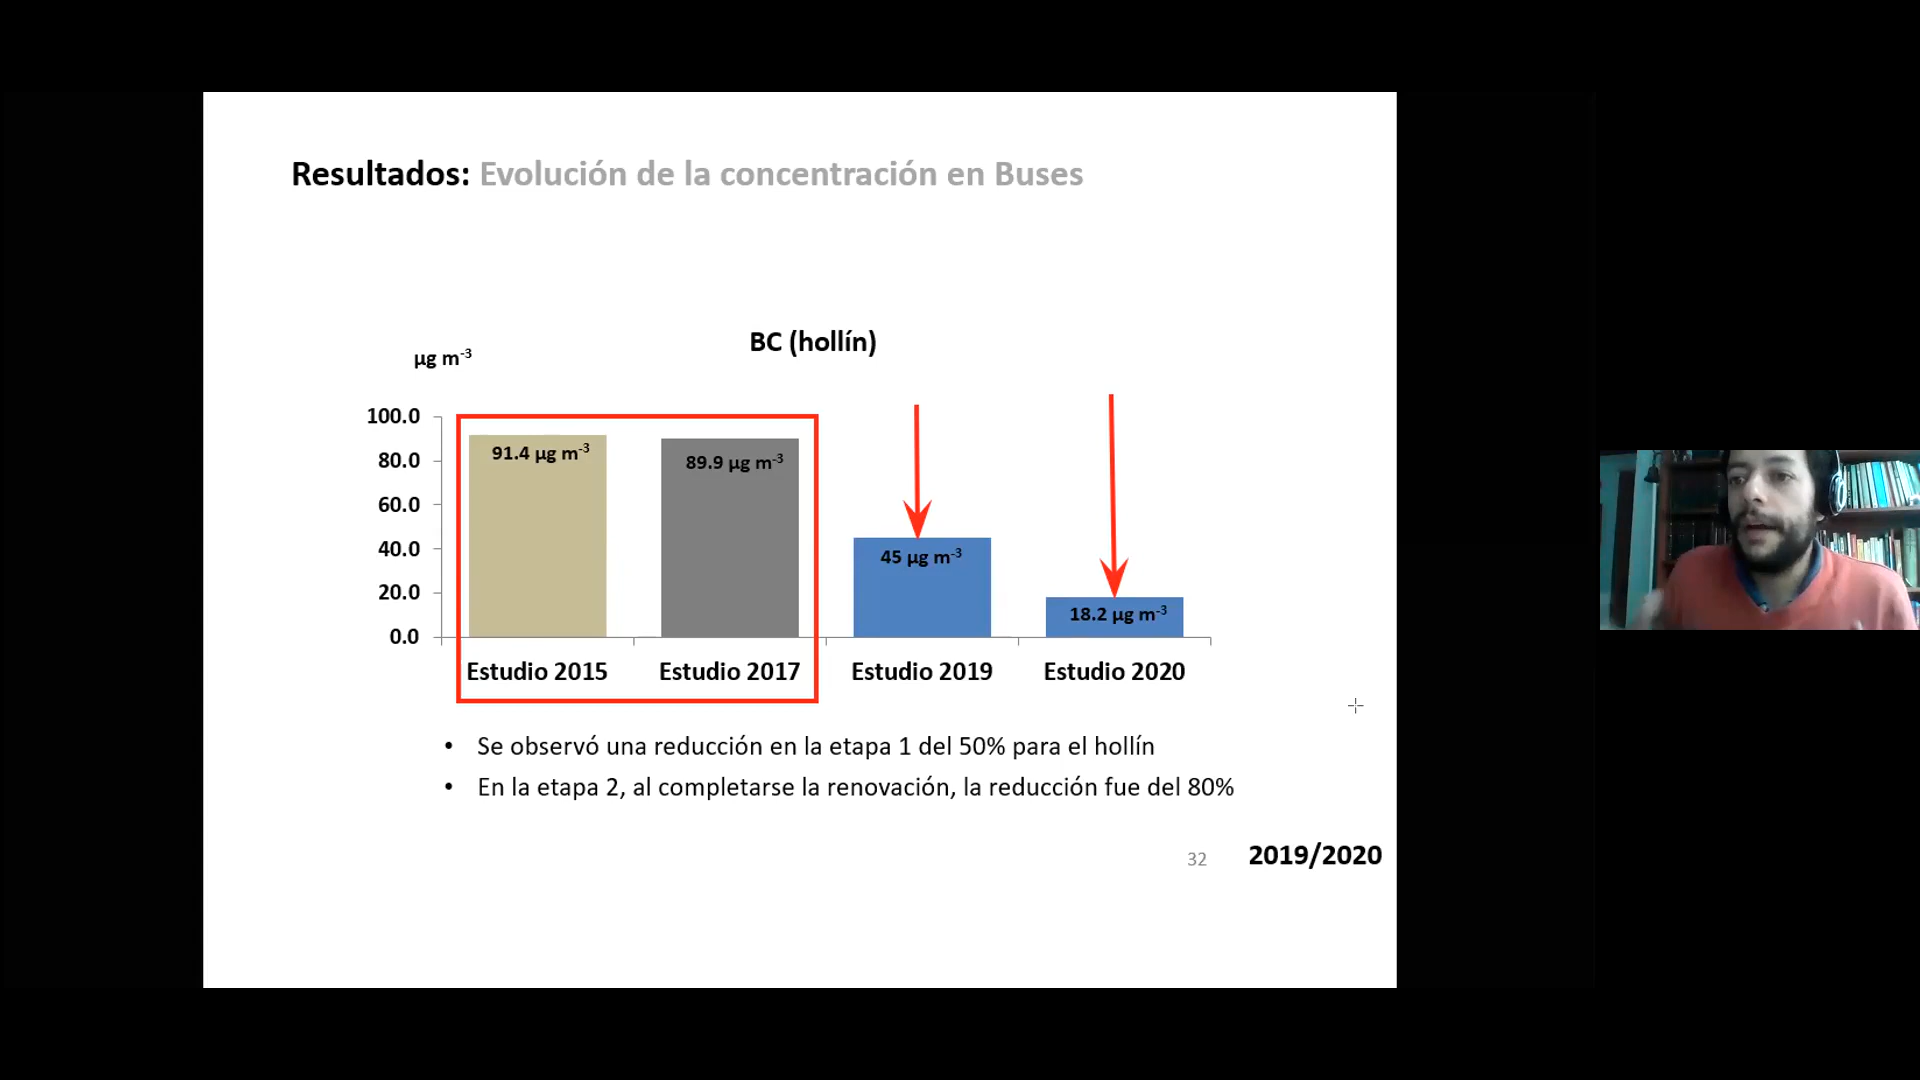 Resultados: Evolución de la concentración en Buses
BC (hollín)
µg m-3
100.0
80.0
60.0
40.0
20.0
0.0
91.4 µg m-3
89.9 µg m-3
45 µg m-3
18.2 µg m-3
Estudio 2015
Estudio 2017
Estudio 2019
Estudio 2020
• Se observó una reducción en la etapa 1 del 50% para el hollín
• En la etapa 2, al completarse la renovación, la reducción fue del 80%
32
2019/2020